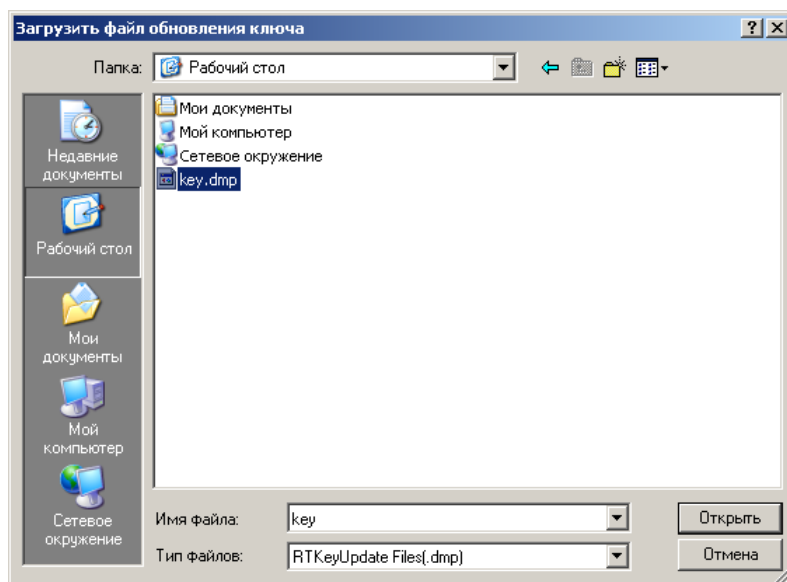 Загрузить файл обновления ключа
Папка:
Рабочий стол
Недавние
документы
Рабочий стол
Мои
документы
Мой
компьютер
Сетевое
окружение
Мои документы
Мой компьютер
Сетевое окружение
key.dmp
Имя файла:
key
Открыть
Тип файлов:
RTKeyUpdate Files(.dmp)
Отмена